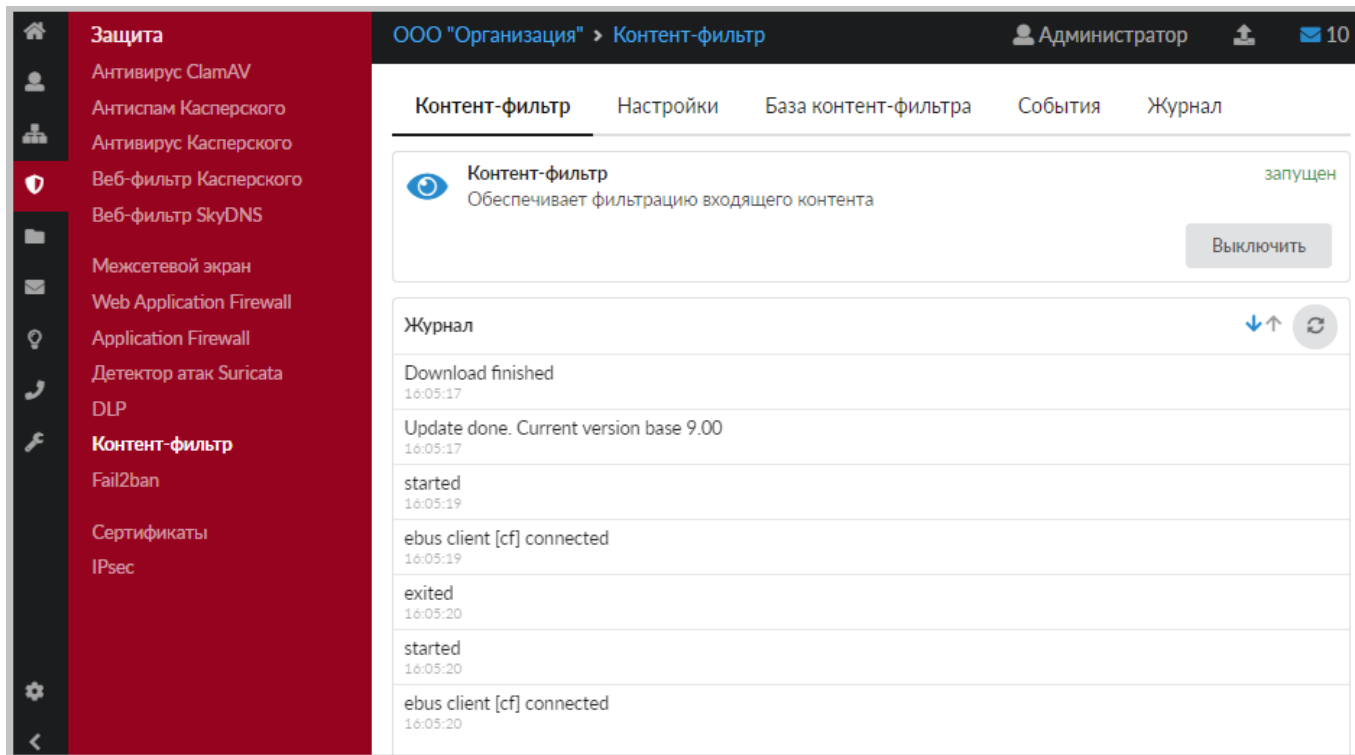 Защита
Антивирус ClamAV
Антиспам Касперского
Антивирус Касперского
Веб-фильтр Касперского
Веб-фильтр SkyDNS
Межсетевой экран
Web Application Firewall
Application Firewall
Детектор атак Suricata
DLP
Контент-фильтр
Fail2ban
Сертификаты
IPsec
ООО "Организация" > Контент-фильтр
Администратор
10
Контент-фильтр Настройки База контент-фильтра События Журнал
Контент-фильтр
запущен
Обеспечивает фильтрацию входящего контента
Выключить
Журнал
Download finished
16:05:17
Update done. Current version base 9.00
16:05:17
started
16:05:19
ebus client [cf] connected
16:05:19
exited
16:05:20
started
16:05:20
ebus client [cf] connected
16:05:20